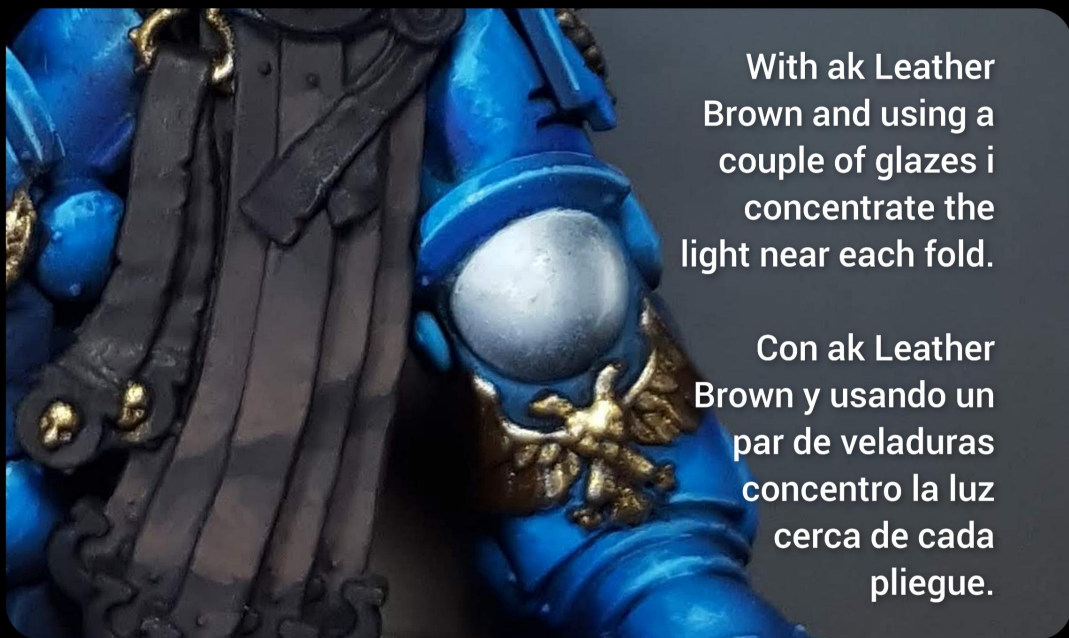 With ak Leather
Brown and using a
couple of glazes i
concentrate the
light near each fold.
Con ak Leather
Brown y usando un
par de veladuras
concentro la luz
cerca de cada
pliegue.